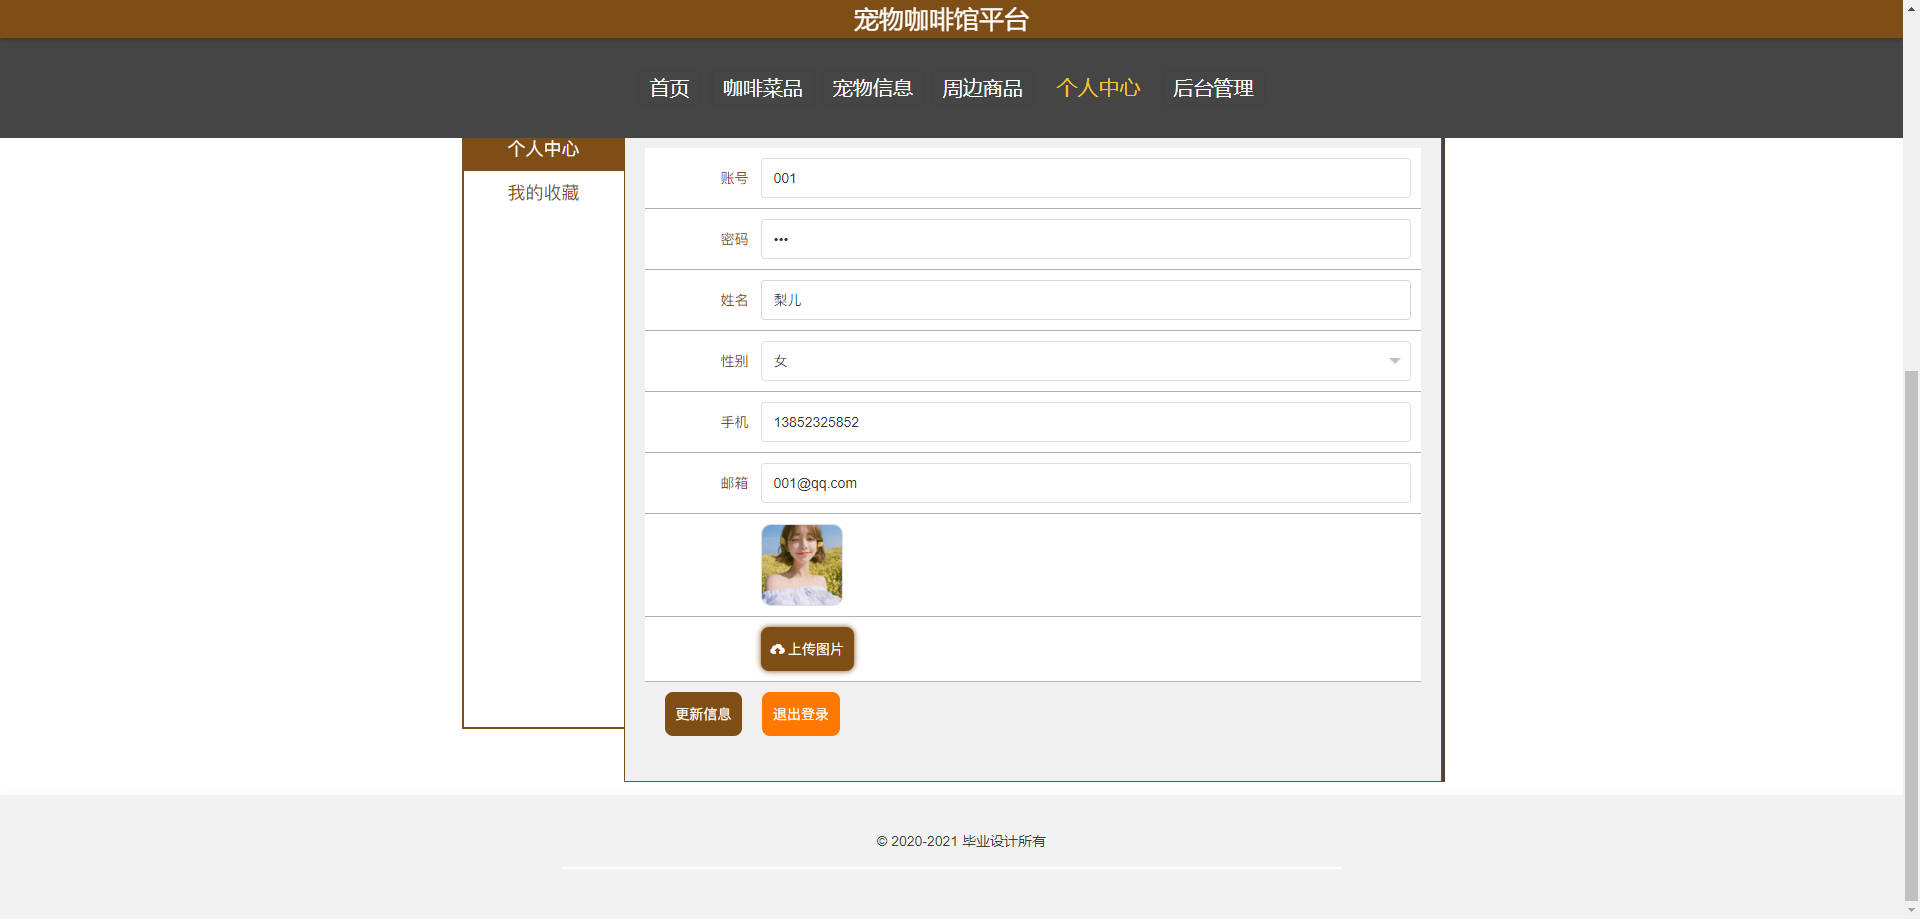 宠物咖啡馆平台
首页 咖啡菜品 宠物信息 周边商品 个人中心 后台管理
个人中心
我的收藏
账号 001
密码 •••
姓名 梨儿
性别 女
手机 13852325852
邮箱 001@qq.com
上传图片
更新信息 退出登录
© 2020-2021 毕业设计所有